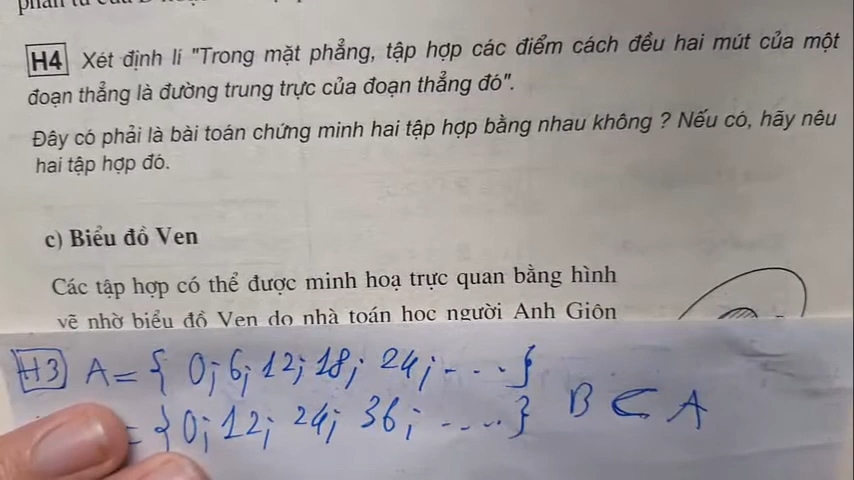 H4 Xét định lí "Trong mặt phẳng, tập hợp các điểm cách đều hai mút của một
đoạn thẳng là đường trung trực của đoạn thẳng đó".
Đây có phải là bài toán chứng minh hai tập hợp bằng nhau không ? Nếu có, hãy nêu
hai tập hợp đó.
c) Biểu đồ Ven
Các tập hợp có thể được minh hoạ trực quan bằng hình
vẽ nhờ biểu đồ Ven do nhà toán học người Anh Giôn
H3 A = { 0; 6; 12; 18; 24; .... }
= { 0; 12; 24; 36; ..... } B ⊂ A